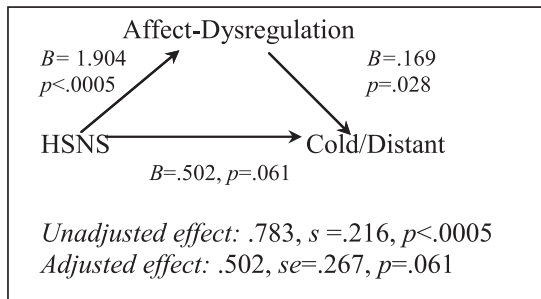 Affect-Dysregulation
B= 1.904
p<.0005
B=.169
p=.028
HSNS
Cold/Distant
B=.502, p=.061
Unadjusted effect: .783, s =.216, p<.0005
Adjusted effect: .502, se=.267, p=.061